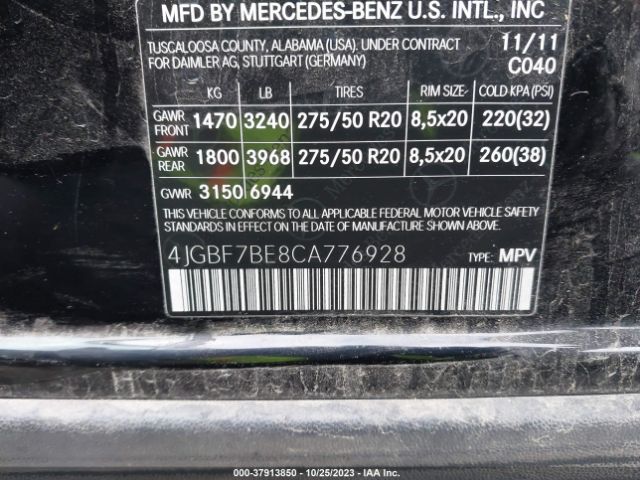 MFD BY MERCEDES-BENZ U.S. INTL., INC
TUSCALOOSA COUNTY, ALABAMA (USA). UNDER CONTRACT 11/11
FOR DAIMLER AG, STUTTGART (GERMANY) C040
KG LB TIRES RIM SIZE: COLD KPA (PSI)
GAWR FRONT 1470 3240 275/50 R20 8,5x20 220(32)
GAWR REAR 1800 3968 275/50 R20 8,5x20 260(38)
GVWR 3150 6944
THIS VEHICLE CONFORMS TO ALL APPLICABLE FEDERAL MOTOR VEHICLE SAFETY
STANDARDS IN EFFECT ON THE DATE OF MANUFACTURE SHOWN ABOVE.
4JGBF7BE8CA776928 TYPE: MPV
000-37913850 | 10/25/2023 | IAA Inc.